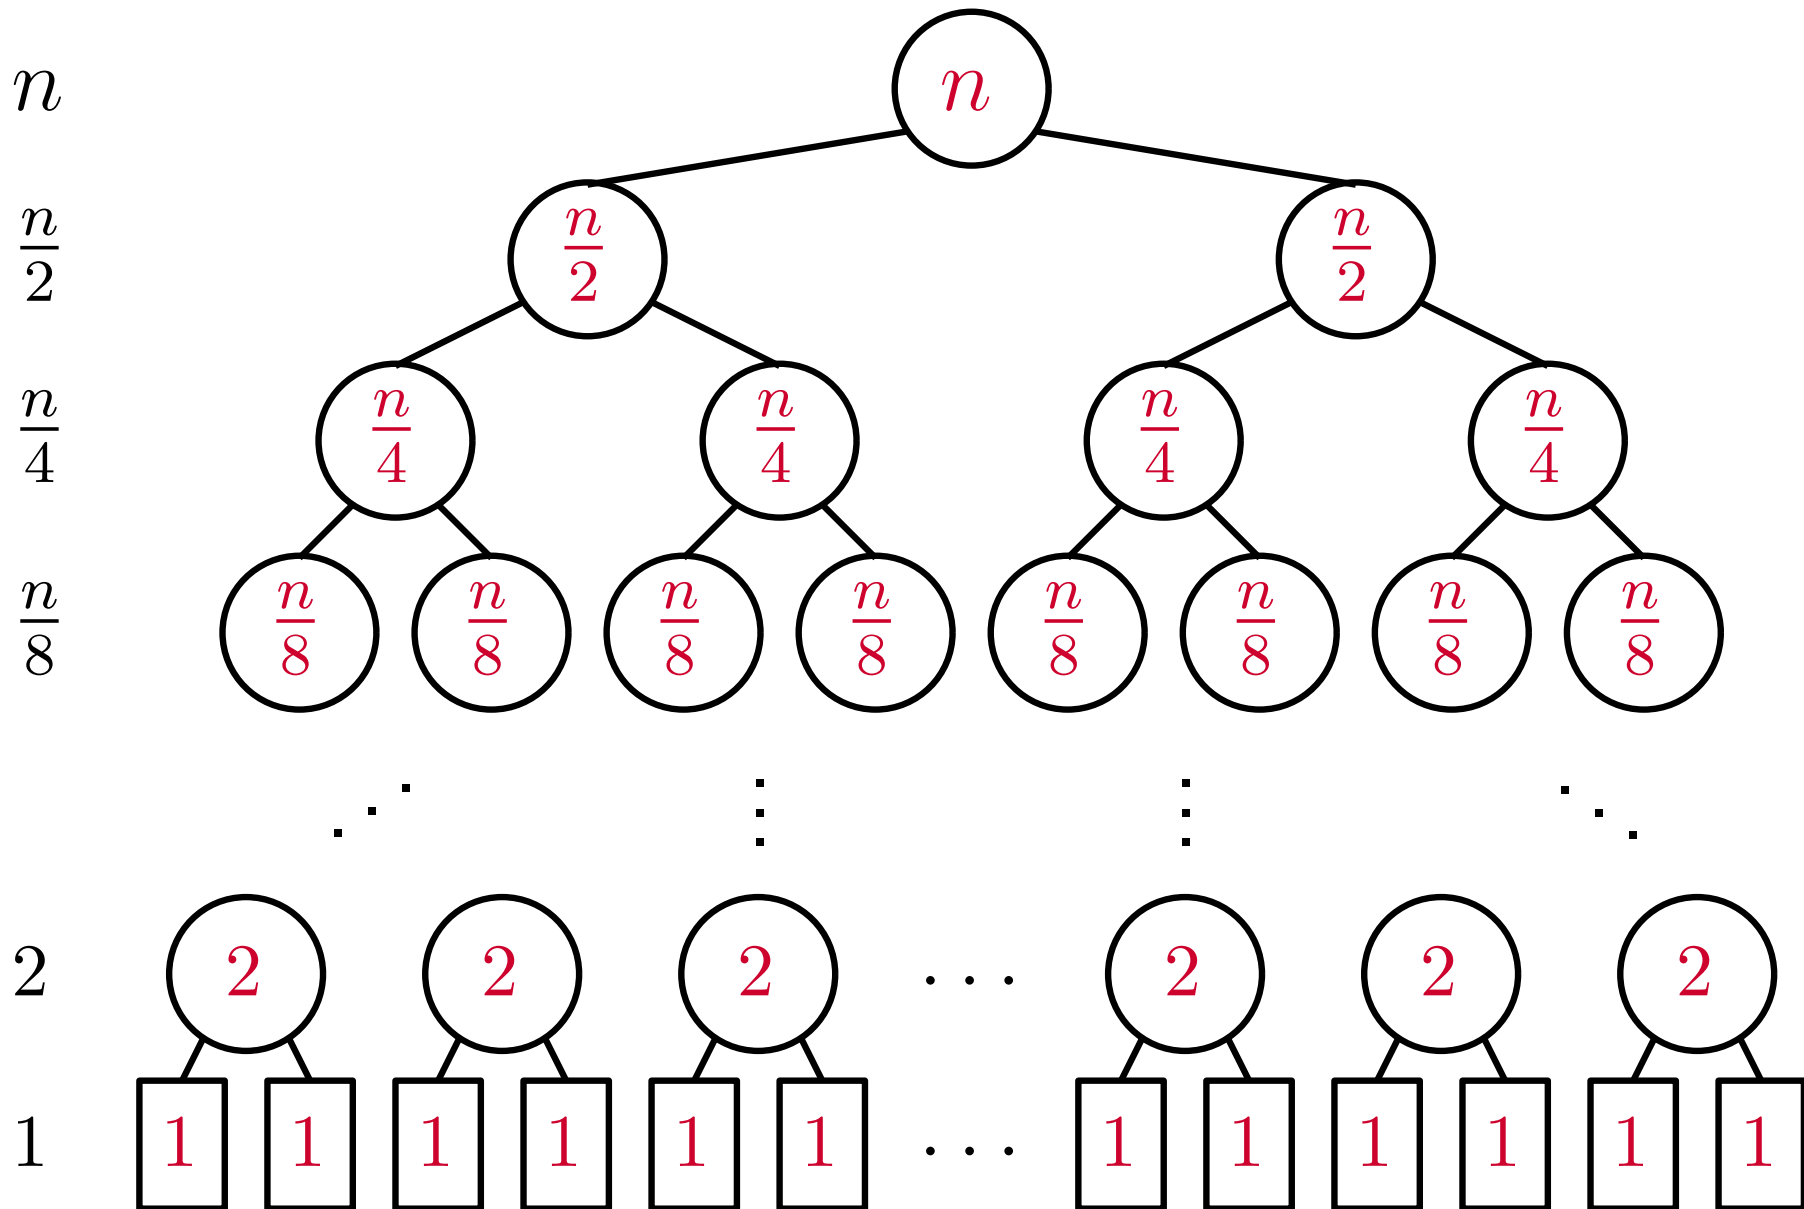 n n
n/2 n/2 n/2
n/4 n/4 n/4 n/4 n/4
n/8 n/8 n/8 n/8 n/8 n/8 n/8 n/8 n/8
2 2 2 2 ... 2 2 2
1 1 1 1 1 1 1 ... 1 1 1 1 1 1